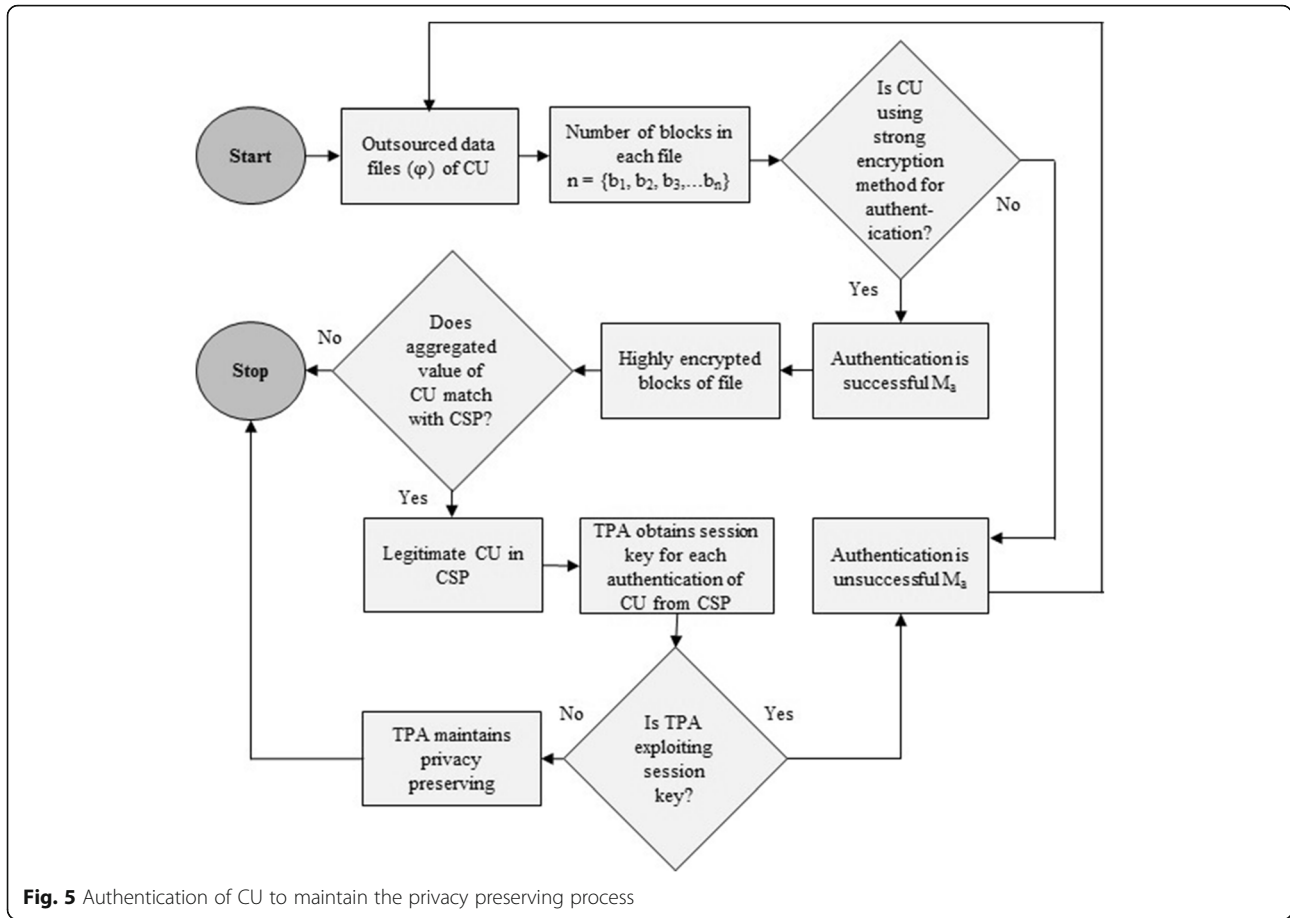 Start
Outsourced data
files (φ) of CU
Number of blocks in
each file
n = {b₁, b₂, b₃,...bₙ}
Is CU
using
strong
encryption
method for
authent-
ication?
No
Yes
Authentication is
successful Mₐ
Highly encrypted
blocks of file
Does
aggregated
value of
CU match
with CSP?
No
Stop
Yes
Legitimate CU in
CSP
TPA obtains session
key for each
authentication of
CU from CSP
Authentication is
unsuccessful Mₐ
Is TPA
exploiting
session
key?
Yes
No
TPA maintains
privacy
preserving
Fig. 5 Authentication of CU to maintain the privacy preserving process